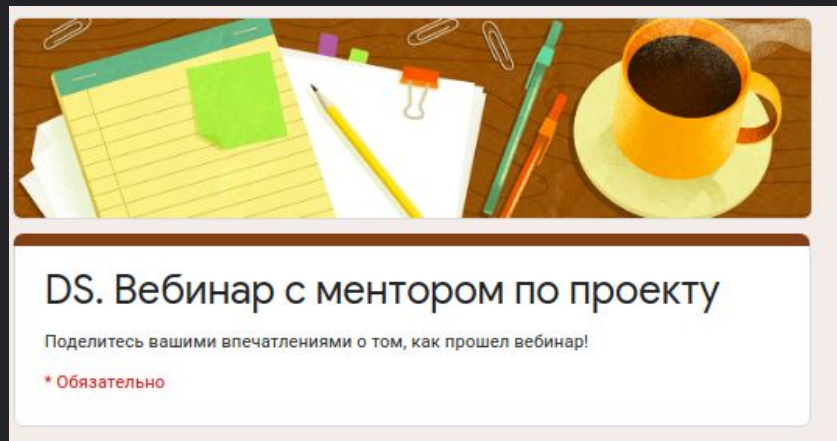 DS. Вебинар с ментором по проекту
Поделитесь вашими впечатлениями о том, как прошел вебинар!
* Обязательно